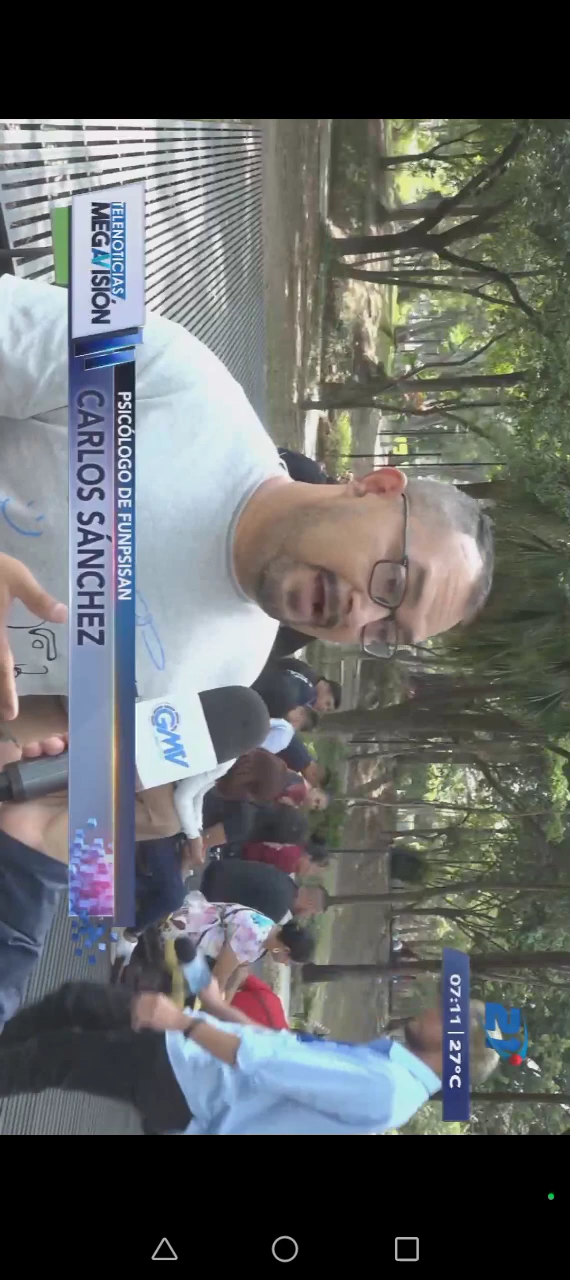 TELENOTICIAS
MEGAVISIÓN
PSICÓLOGO DE FUNPSISAN
CARLOS SÁNCHEZ
GMV
21
07:11 | 27°C